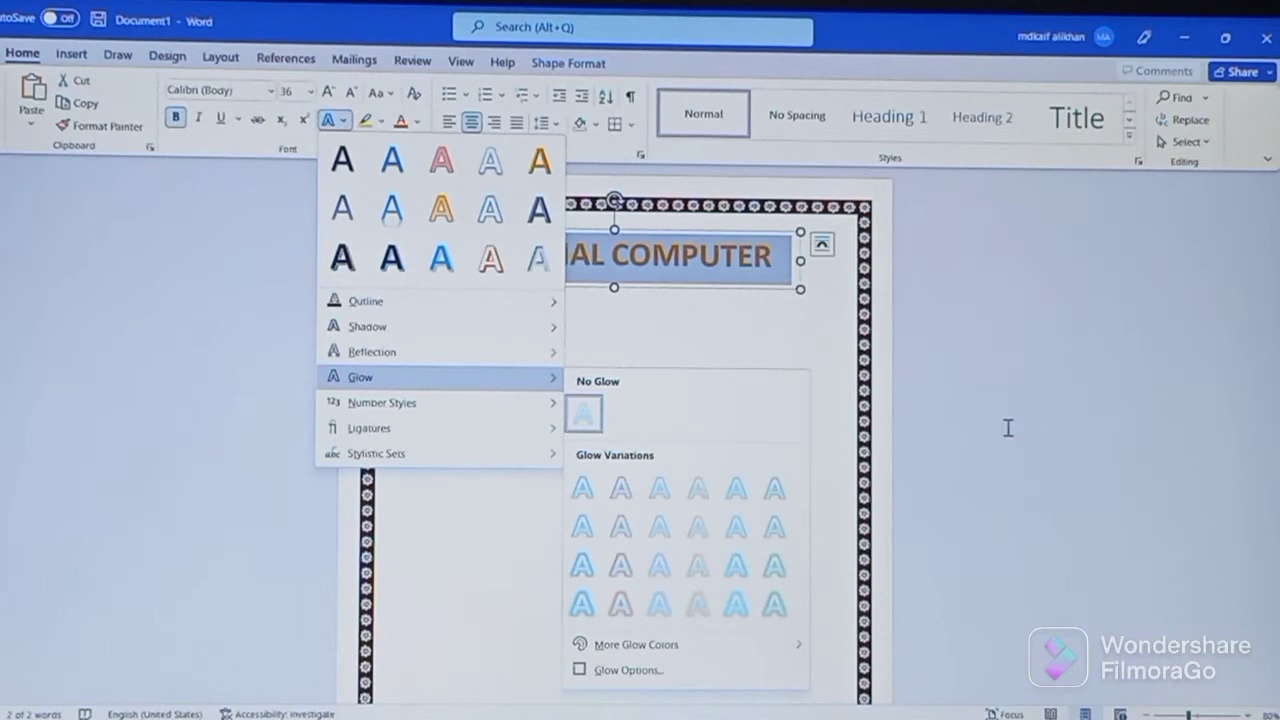 toSave Off Document1 - Word Search (Alt+Q) mdkaif alikhan MA
Home Insert Draw Design Layout References Mailings Review View Help Shape Format Comments Share
Paste Cut Copy Format Painter Clipboard
Calibri (Body) 36 Aa B I U Font
Normal No Spacing Heading 1 Heading 2 Title Styles
Find Replace Select Editing
AL COMPUTER
Outline
Shadow
Reflection
Glow
Number Styles
Ligatures
Stylistic Sets
No Glow
Glow Variations
More Glow Colors
Glow Options...
Wondershare
FilmoraGo
2 of 2 words English (United States) Accessibility: Investigate Focus 80%